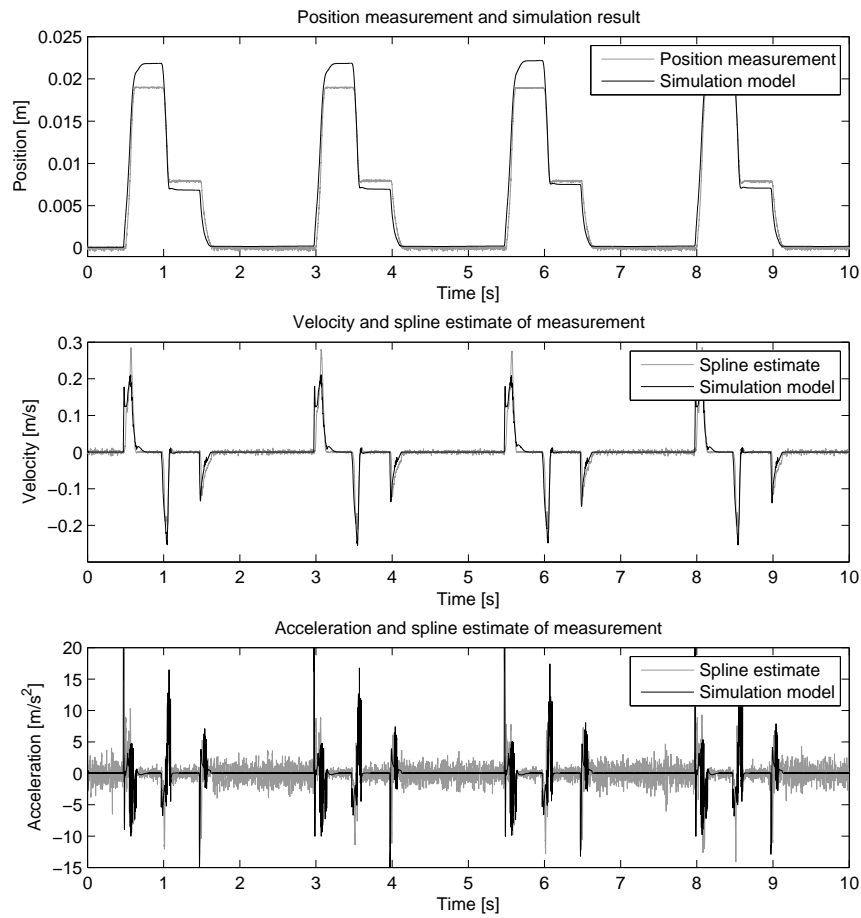 Position measurement and simulation result
0.025
0.02
0.015
0.01
0.005
0
Position [m]
Position measurement
Simulation model
0 1 2 3 4 5 6 7 8 9 10
Time [s]
Velocity and spline estimate of measurement
0.3
0.2
0.1
0
−0.1
−0.2
Velocity [m/s]
Spline estimate
Simulation model
0 1 2 3 4 5 6 7 8 9 10
Time [s]
Acceleration and spline estimate of measurement
20
15
10
5
0
−5
−10
−15
Acceleration [m/s²]
Spline estimate
Simulation model
0 1 2 3 4 5 6 7 8 9 10
Time [s]